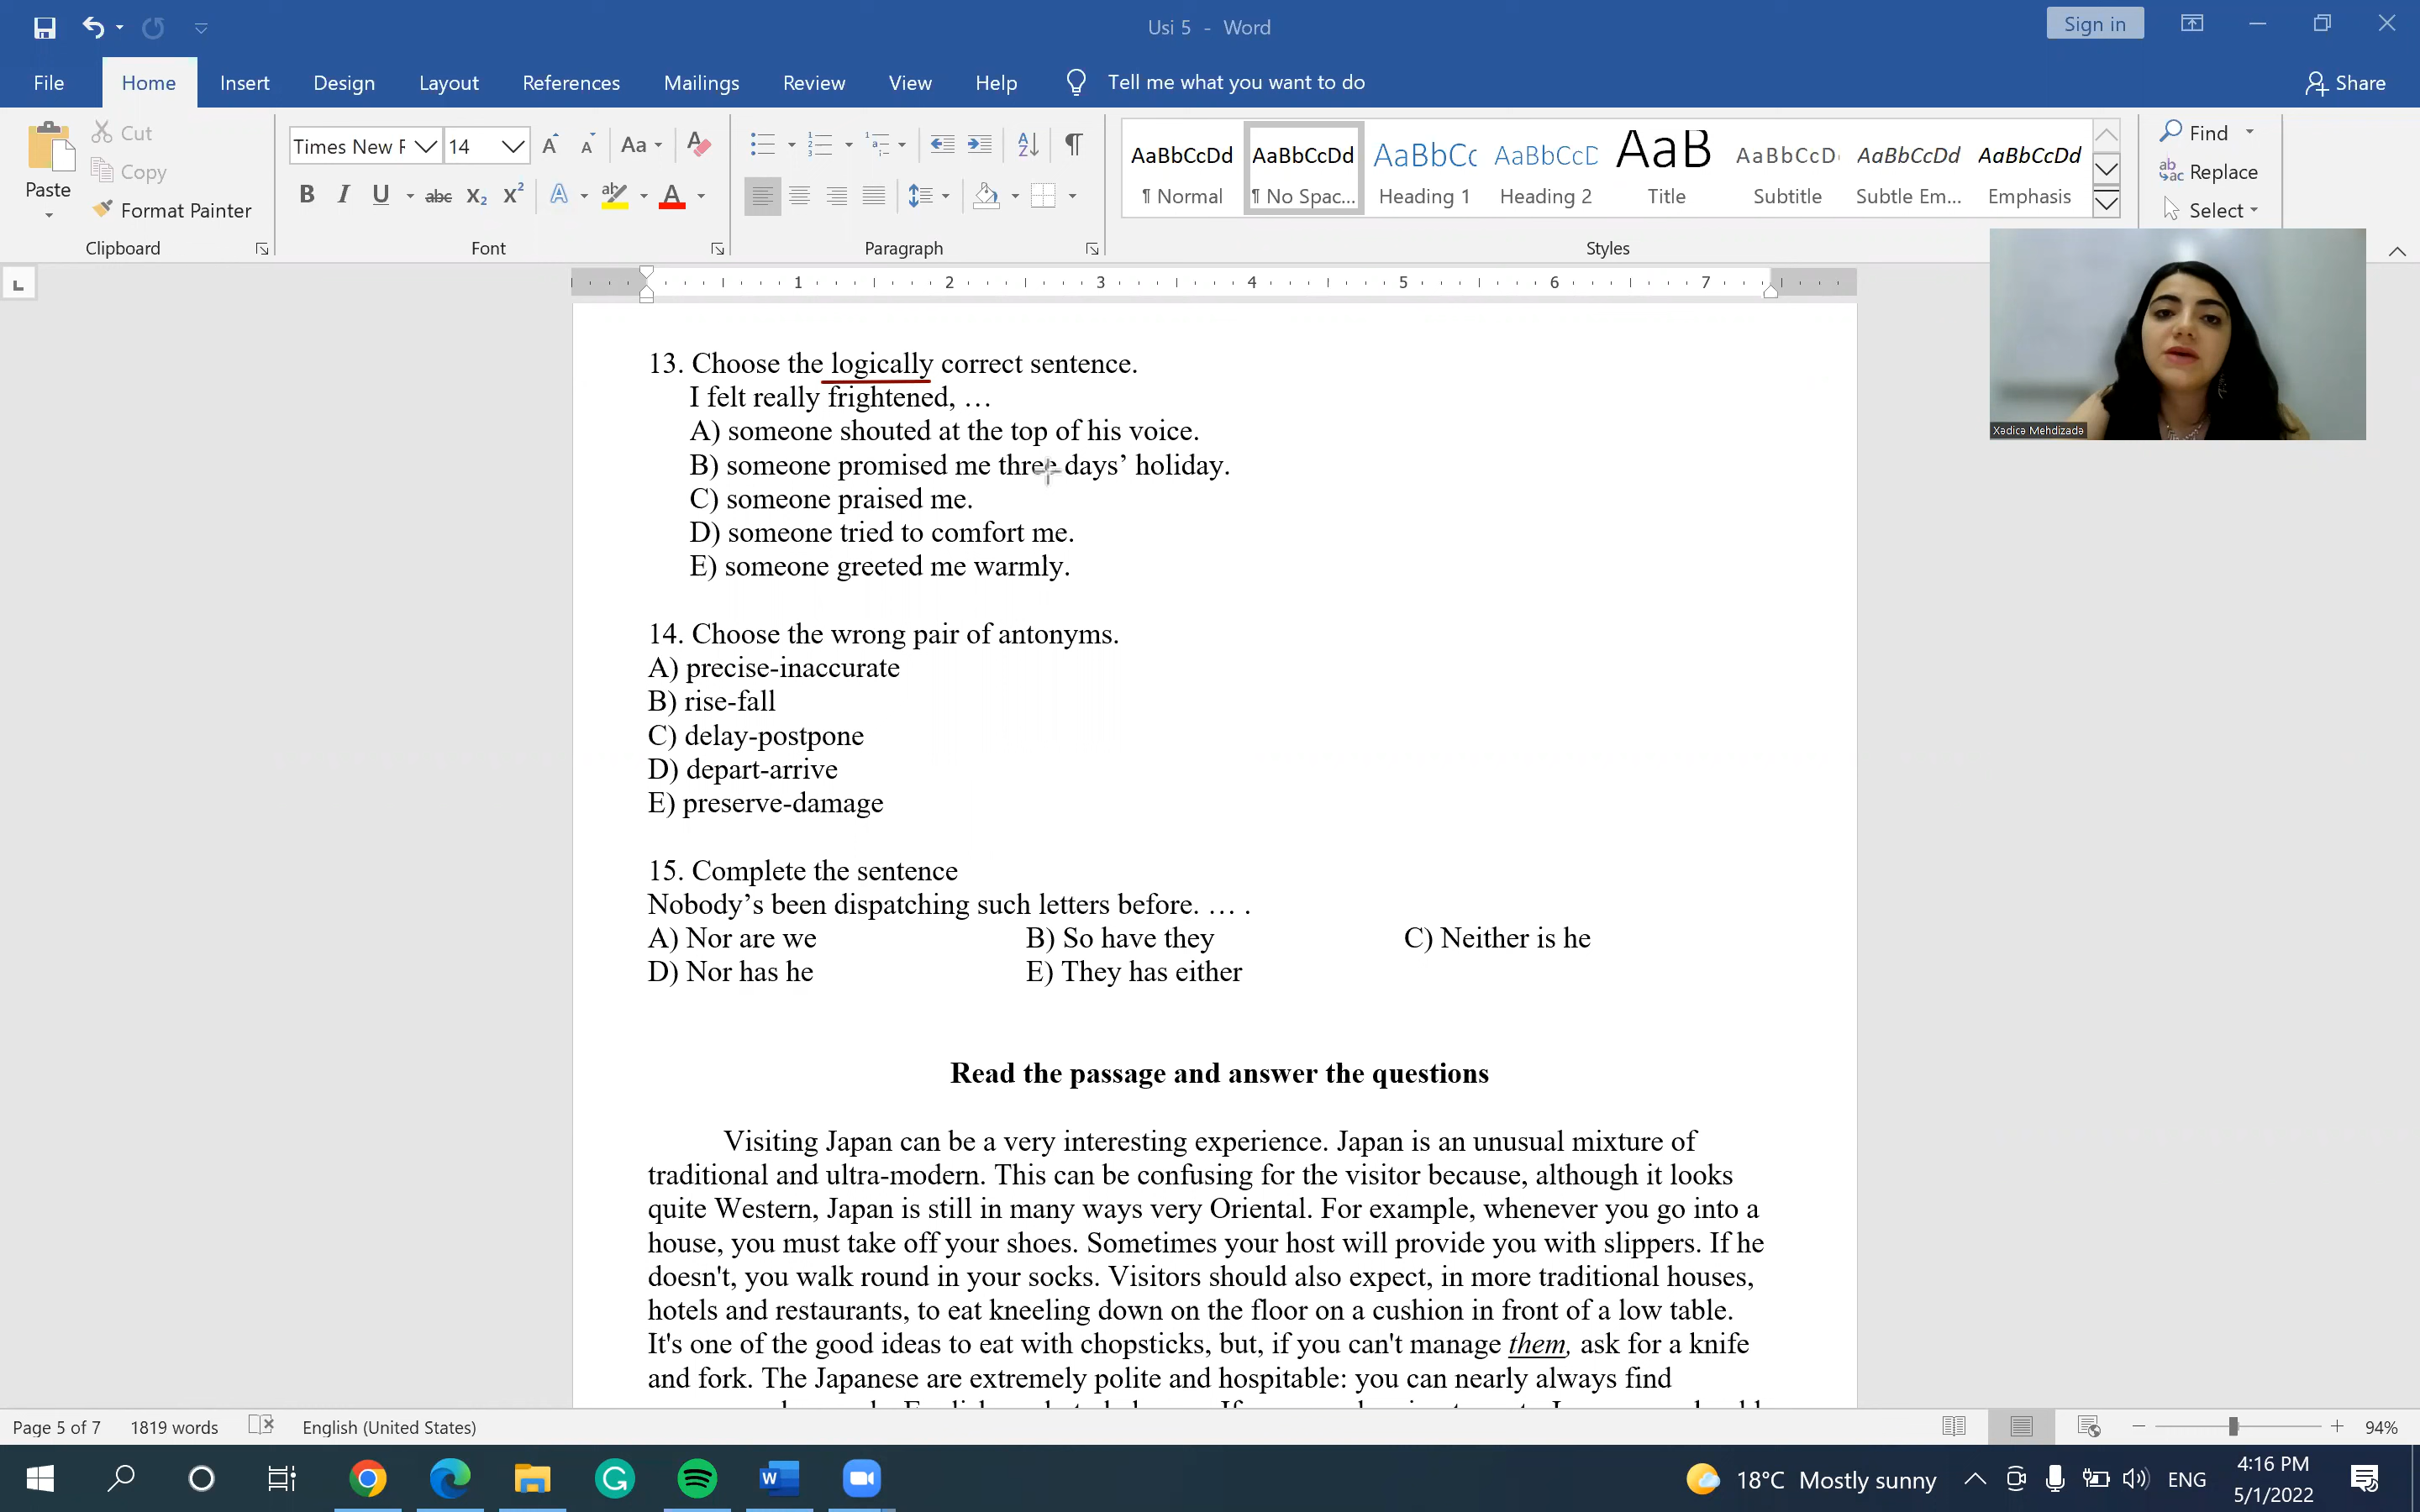 Usi 5 - Word
Sign in
File Home Insert Design Layout References Mailings Review View Help Tell me what you want to do Share
Paste
Cut
Copy
Format Painter
Clipboard
Times New F 14
Font
Paragraph
AaBbCcDd AaBbCcDd AaBbCc AaBbCcD AaB AaBbCcD AaBbCcDd AaBbCcDd
¶ Normal ¶ No Spac... Heading 1 Heading 2 Title Subtitle Subtle Em... Emphasis
Styles
Find
Replace
Select
1 2 3 4 5 6 7
Xədicə Mehdizadə
13. Choose the logically correct sentence.
I felt really frightened, …
A) someone shouted at the top of his voice.
B) someone promised me three days’ holiday.
C) someone praised me.
D) someone tried to comfort me.
E) someone greeted me warmly.
14. Choose the wrong pair of antonyms.
A) precise-inaccurate
B) rise-fall
C) delay-postpone
D) depart-arrive
E) preserve-damage
15. Complete the sentence
Nobody’s been dispatching such letters before. … .
A) Nor are we B) So have they C) Neither is he
D) Nor has he E) They has either
Read the passage and answer the questions
Visiting Japan can be a very interesting experience. Japan is an unusual mixture of
traditional and ultra-modern. This can be confusing for the visitor because, although it looks
quite Western, Japan is still in many ways very Oriental. For example, whenever you go into a
house, you must take off your shoes. Sometimes your host will provide you with slippers. If he
doesn't, you walk round in your socks. Visitors should also expect, in more traditional houses,
hotels and restaurants, to eat kneeling down on the floor on a cushion in front of a low table.
It's one of the good ideas to eat with chopsticks, but, if you can't manage them, ask for a knife
and fork. The Japanese are extremely polite and hospitable: you can nearly always find
Page 5 of 7 1819 words English (United States) 94%
18°C Mostly sunny ENG 4:16 PM
5/1/2022